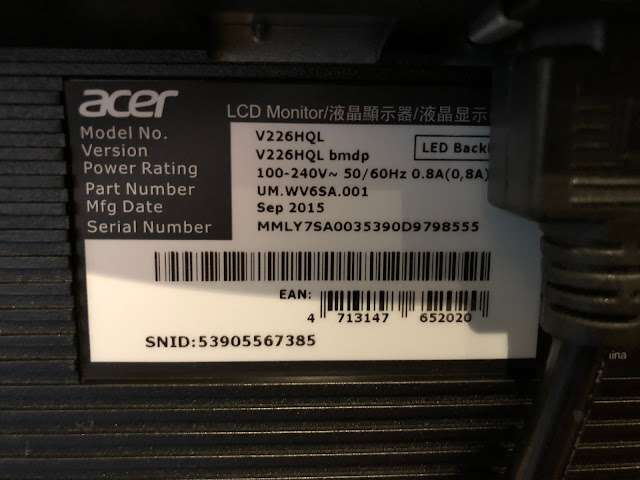 acer
LCD Monitor/液晶顯示器/液晶显示
Model No. V226HQL
Version V226HQL bmdp
LED Back
Power Rating 100-240V~ 50/60Hz 0.8A(0,8A)
Part Number UM.WV6SA.001
Mfg Date Sep 2015
Serial Number MMLY7SA0035390D9798555
EAN:
4 713147 652020
SNID:53905567385